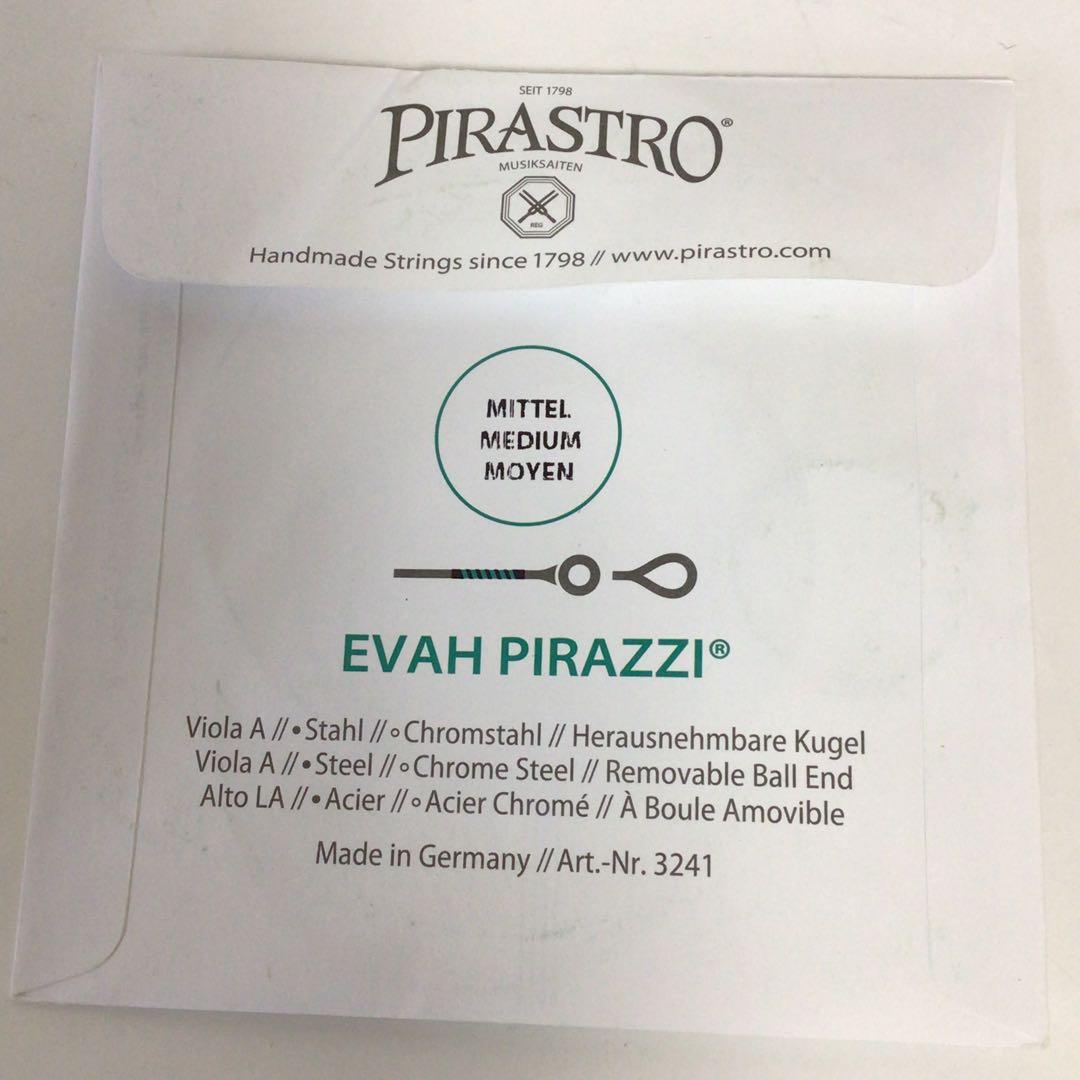 SEIT 1798
PIRASTRO®
MUSIKSAITEN
REG
Handmade Strings since 1798 // www.pirastro.com
MITTEL
MEDIUM
MOYEN
EVAH PIRAZZI®
Viola A // • Stahl // ∘ Chromstahl // Herausnehmbare Kugel
Viola A // • Steel // ∘ Chrome Steel // Removable Ball End
Alto LA // • Acier // ∘ Acier Chromé // À Boule Amovible
Made in Germany // Art.-Nr. 3241